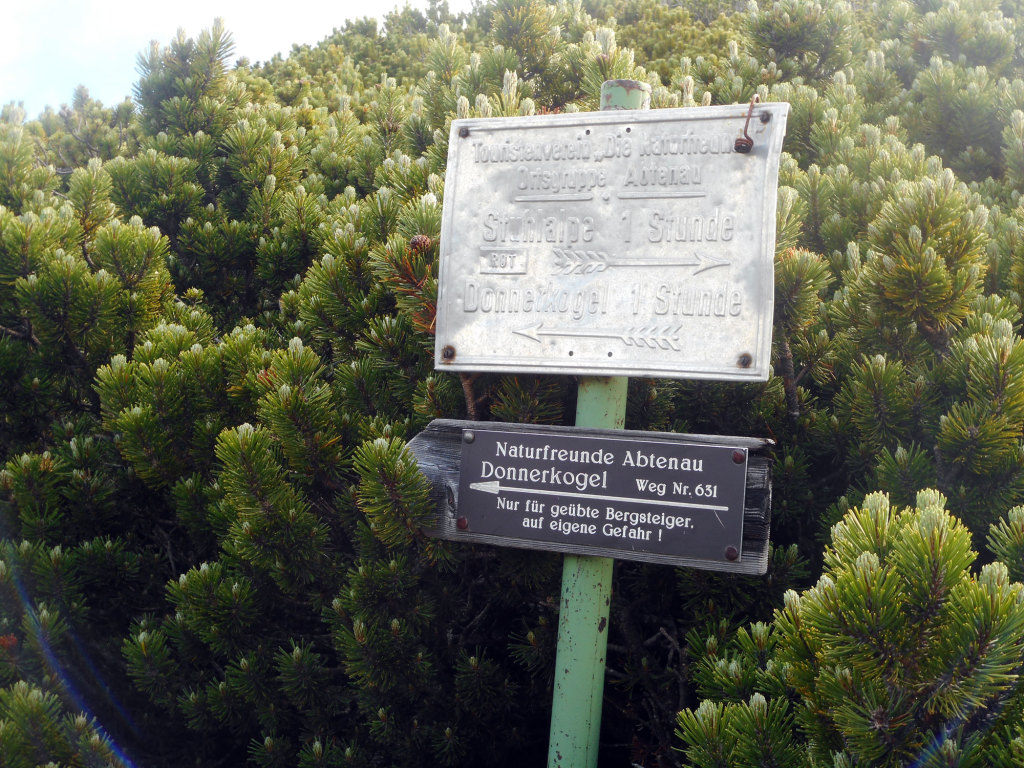 Touristenverein „Die Naturfreunde
Ortsgruppe Abtenau
Stuhlalpe 1 Stunde
ROT
Donnerkogel 1 Stunde
Naturfreunde Abtenau
Donnerkogel Weg Nr. 631
Nur für geübte Bergsteiger,
auf eigene Gefahr !